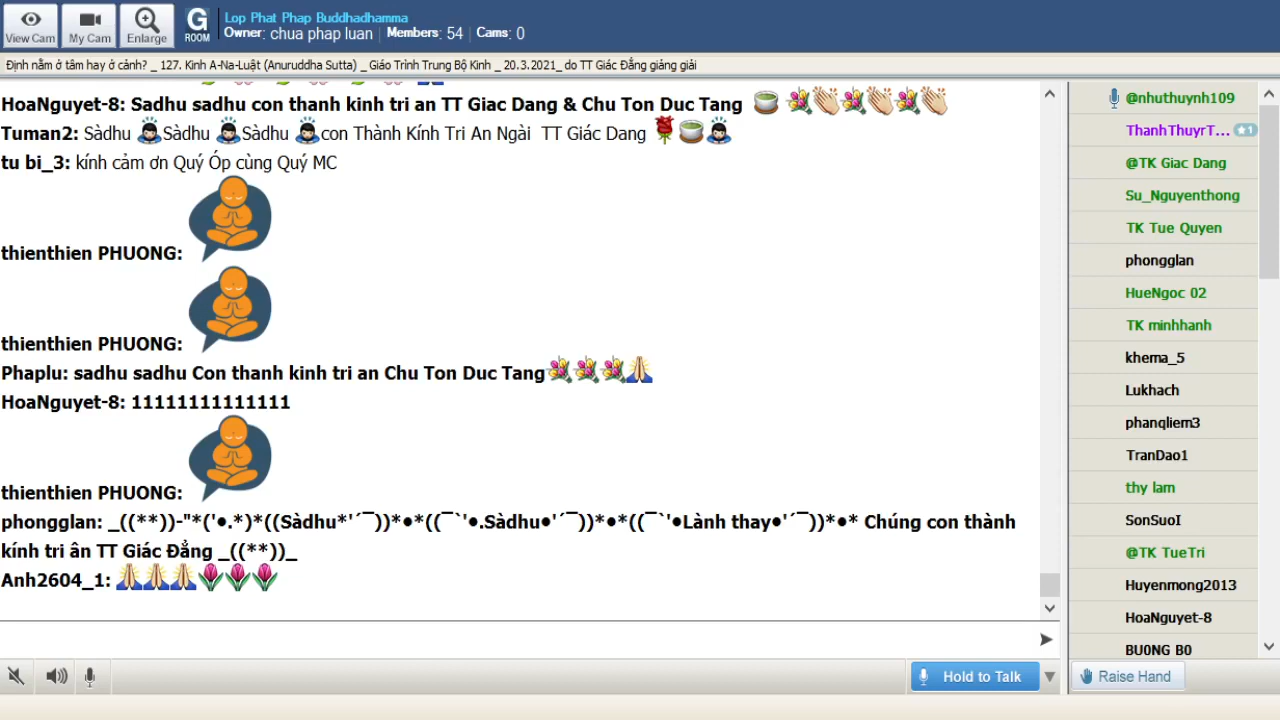 View Cam
My Cam
Enlarge
G
ROOM
Lop Phat Phap Buddhadhamma
Owner: chua phap luan | Members: 54 | Cams: 0
Định nằm ở tâm hay ở cảnh? _ 127. Kinh A-Na-Luật (Anuruddha Sutta) _ Giáo Trình Trung Bộ Kinh _ 20.3.2021_ do TT Giác Đẳng giảng giải
HoaNguyet-8: Sadhu sadhu con thanh kinh tri an TT Giac Dang & Chu Ton Duc Tang
Tuman2: Sàdhu Sàdhu Sàdhu con Thành Kính Tri An Ngài TT Giác Dang
tu bi_3: kính cảm ơn Quý Óp cùng Quý MC
thienthien PHUONG:
thienthien PHUONG:
Phaplu: sadhu sadhu Con thanh kinh tri an Chu Ton Duc Tang
HoaNguyet-8: 11111111111111
thienthien PHUONG:
phongglan: _((**))-"*('•.*)*((Sàdhu*'´¯))*•*((¯`'•.Sàdhu•'´¯))*•*((¯`'•Lành thay•'´¯))*•* Chúng con thành
kính tri ân TT Giác Đẳng _((**))_
Anh2604_1:
@nhuthuynh109
ThanhThuyrT... 1
@TK Giac Dang
Su_Nguyenthong
TK Tue Quyen
phongglan
HueNgoc 02
TK minhhanh
khema_5
Lukhach
phanqliem3
TranDao1
thy lam
SonSuoI
@TK TueTri
Huyenmong2013
HoaNguyet-8
BU0NG B0
Hold to Talk
Raise Hand